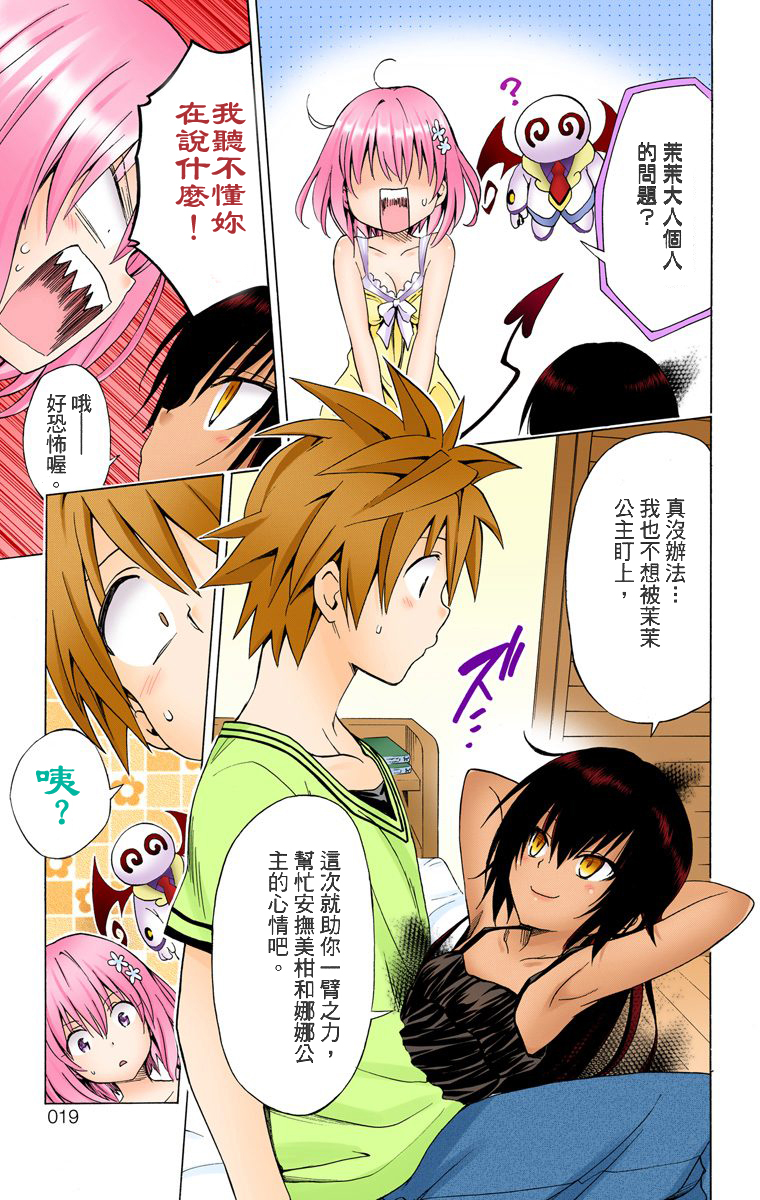 茉茉大人個人
的問題？
?
我聽不懂妳
在說什麼！
哦——
好恐怖喔。
真沒辦法…
我也不想被茉茉
公主盯上，
ズズ
這次就助你一臂之力，
幫忙安撫美柑和娜娜公
主的心情吧。
咦？
019